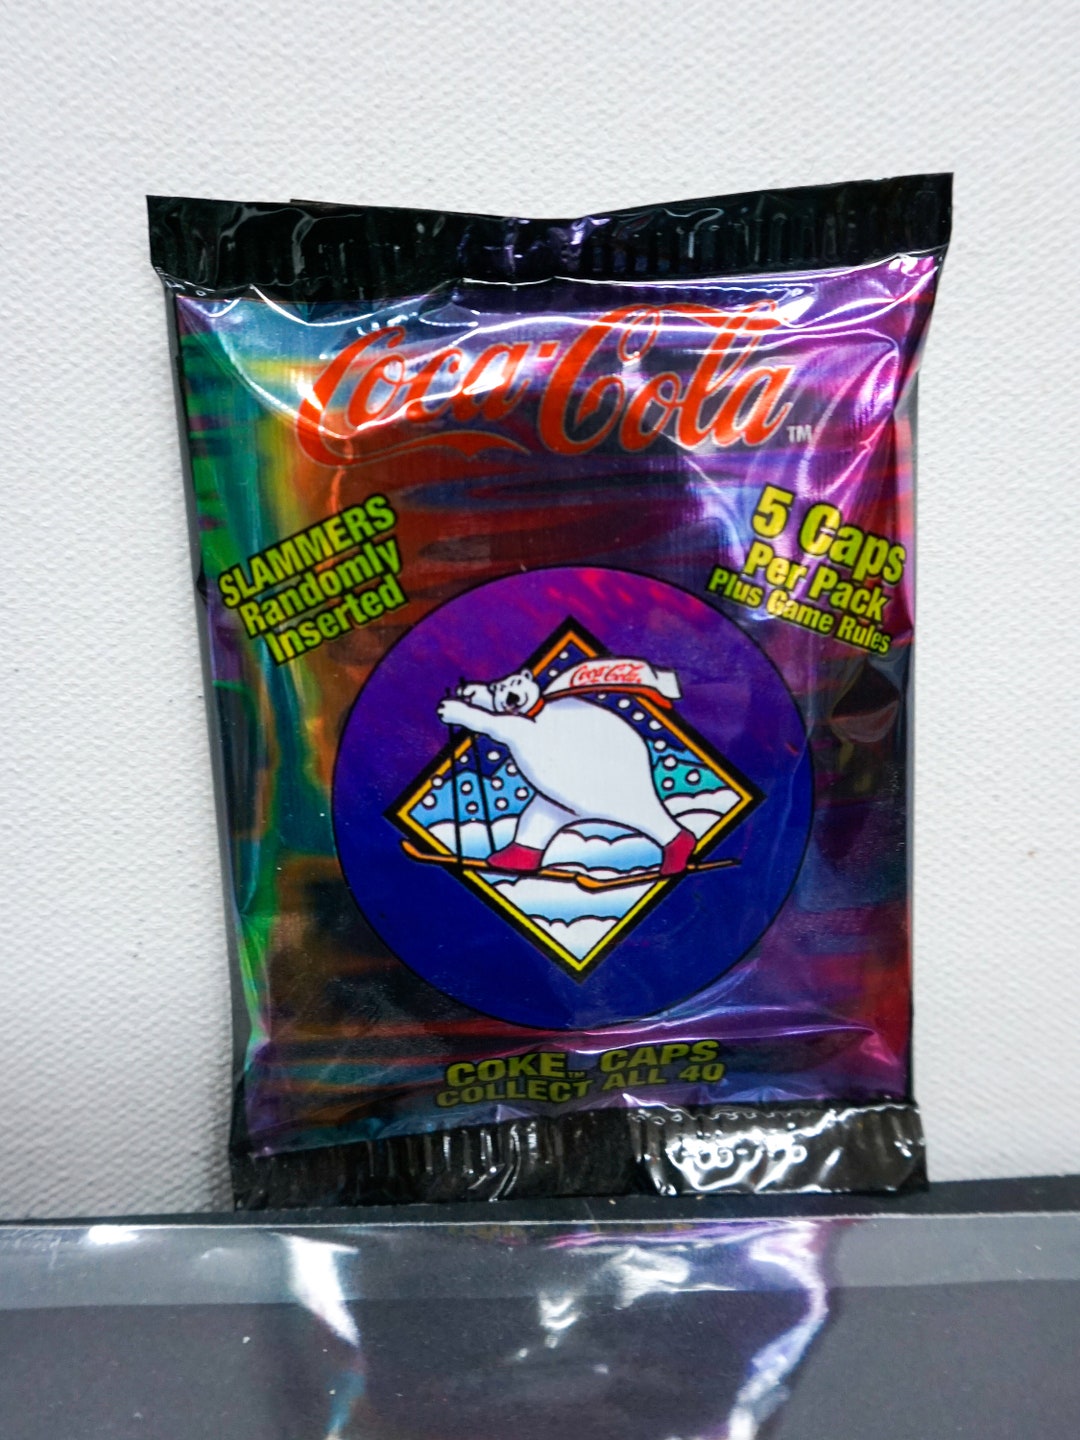 Coca-Cola
TM
SLAMMERS
Randomly
Inserted
5 Caps
Per Pack
Plus Game Rules
Coca-Cola
COKE™ CAPS
COLLECT ALL 40